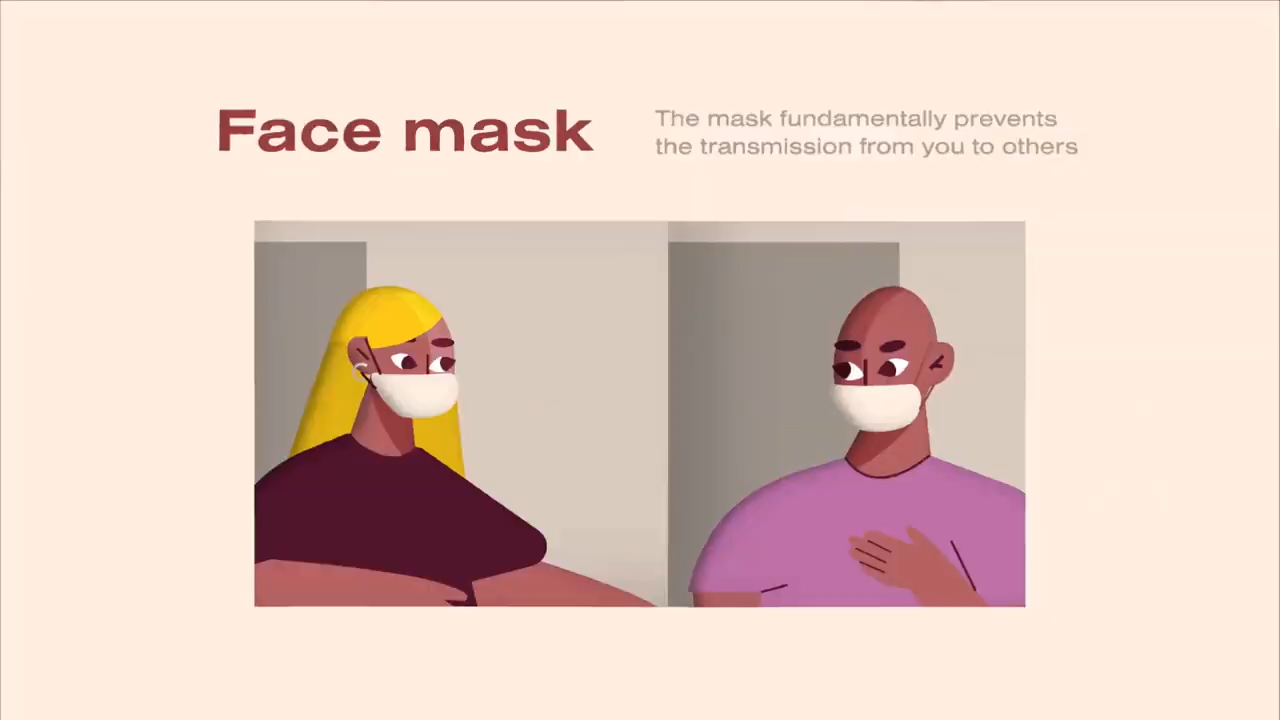 Face mask
The mask fundamentally prevents
the transmission from you to others